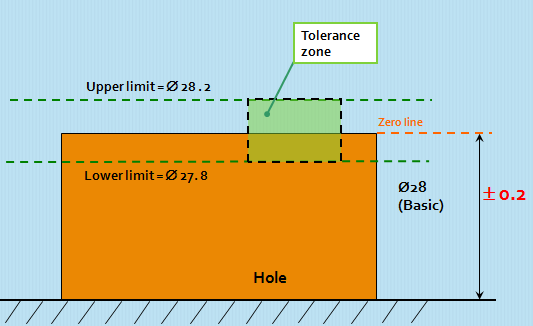 Tolerance
zone
Upper limit = Ø 28.2
Zero line
Lower limit = Ø 27.8
Ø28
(Basic)
±0.2
Hole